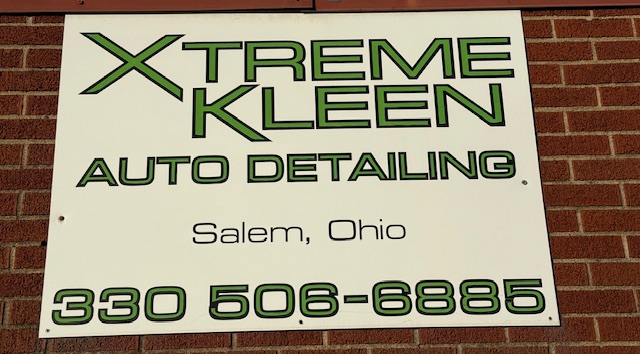 XTREME
KLEEN
AUTO DETAILING
Salem, Ohio
330 506-6885